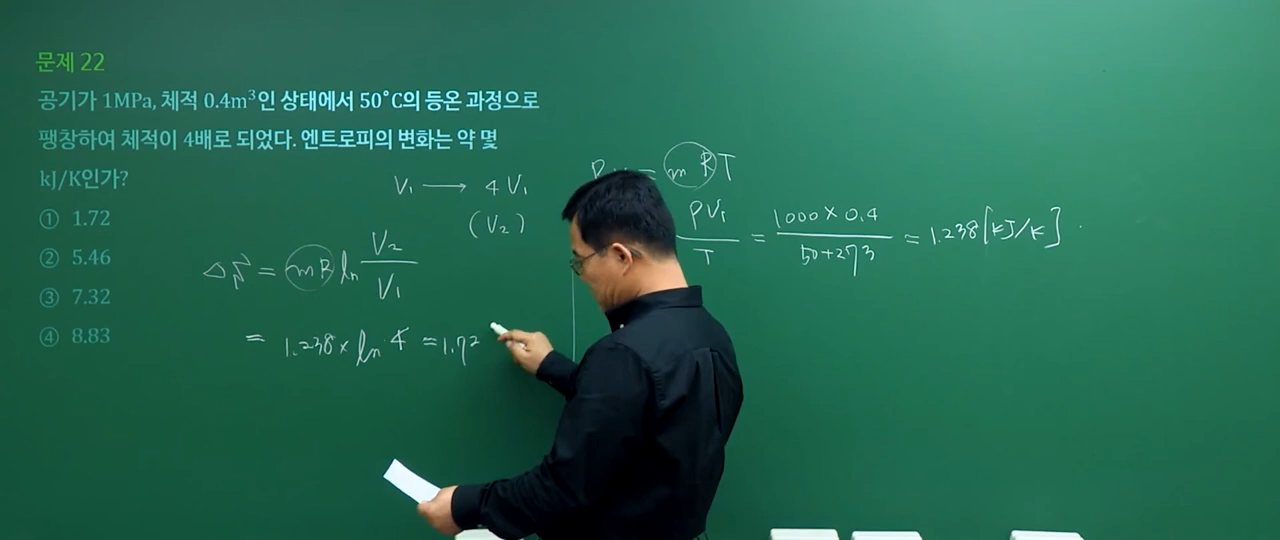 문제 22
공기가 1MPa, 체적 0.4m³인 상태에서 50°C의 등온 과정으로
팽창하여 체적이 4배로 되었다. 엔트로피의 변화는 약 몇
kJ/K인가?
① 1.72
② 5.46
③ 7.32
④ 8.83
V₁ → 4V₁
(V₂)
= mRT
PV₁/T = 1000×0.4/50+273 = 1.238[kJ/K]
ΔS = mR ln V₂/V₁
= 1.238 × ln 4 = 1.72